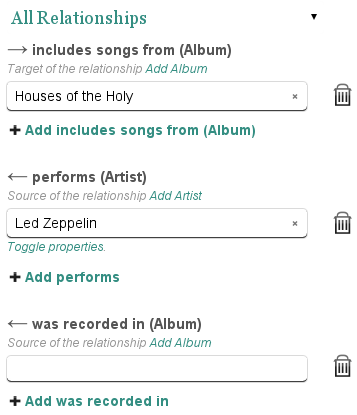 All Relationships ▼
→ includes songs from (Album)
Target of the relationship Add Album
Houses of the Holy ×
+ Add includes songs from (Album)
← performs (Artist)
Source of the relationship Add Artist
Led Zeppelin ×
Toggle properties.
+ Add performs
← was recorded in (Album)
Source of the relationship Add Album
+ Add was recorded in